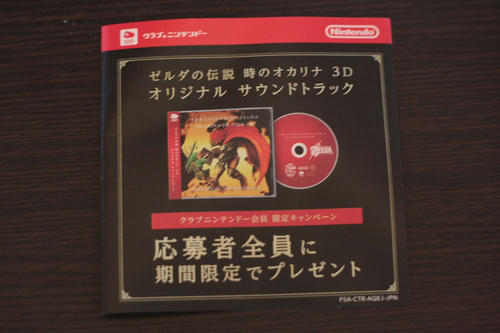 クラブニンテンドー
Nintendo
ゼルダの伝説 時のオカリナ 3D
オリジナル サウンドトラック
ZELDA
クラブニンテンドー会員 限定キャンペーン
応募者全員に
期間限定でプレゼント
FSA-CTR-AQEJ-JPN